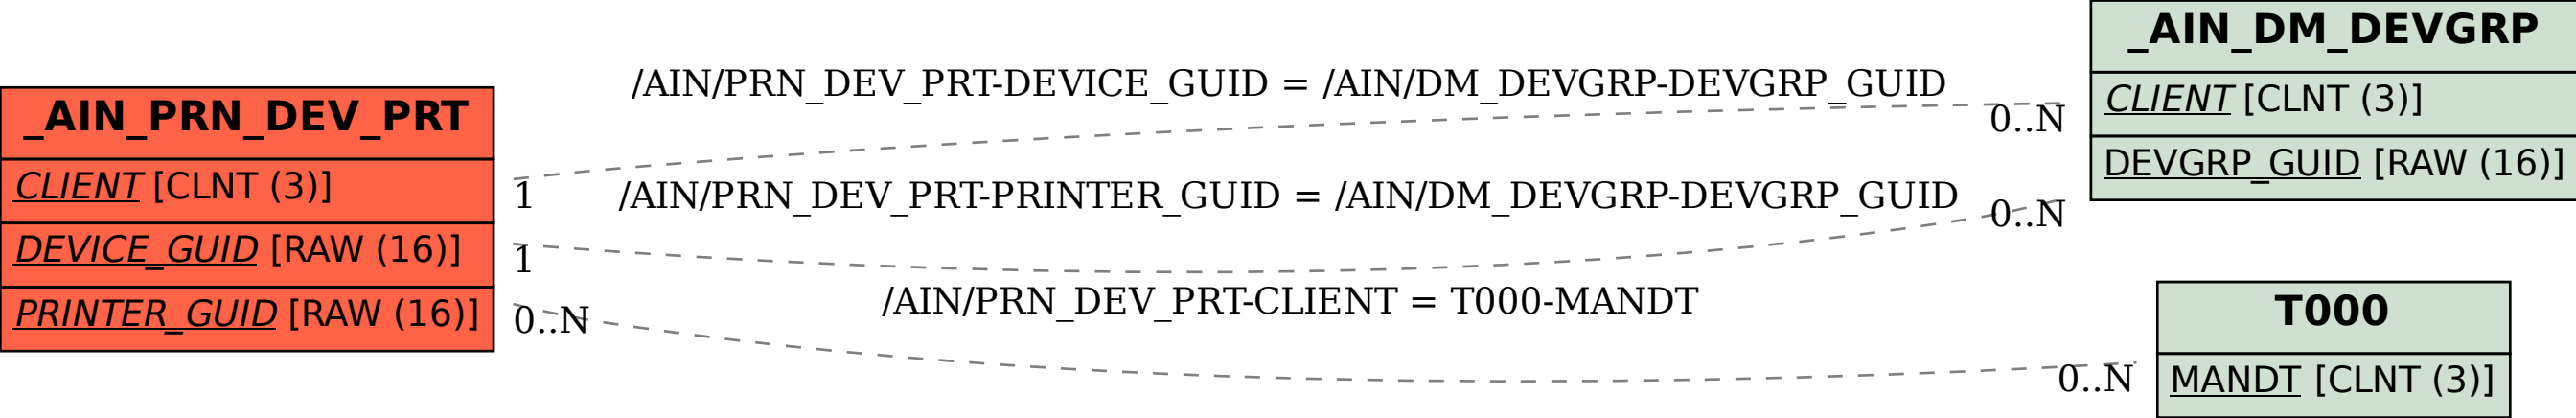 _AIN_PRN_DEV_PRT
CLIENT [CLNT (3)]
DEVICE_GUID [RAW (16)]
PRINTER_GUID [RAW (16)]
/AIN/PRN_DEV_PRT-DEVICE_GUID = /AIN/DM_DEVGRP-DEVGRP_GUID
1
0..N
/AIN/PRN_DEV_PRT-PRINTER_GUID = /AIN/DM_DEVGRP-DEVGRP_GUID
1
0..N
/AIN/PRN_DEV_PRT-CLIENT = T000-MANDT
0..N
0..N
_AIN_DM_DEVGRP
CLIENT [CLNT (3)]
DEVGRP_GUID [RAW (16)]
T000
MANDT [CLNT (3)]